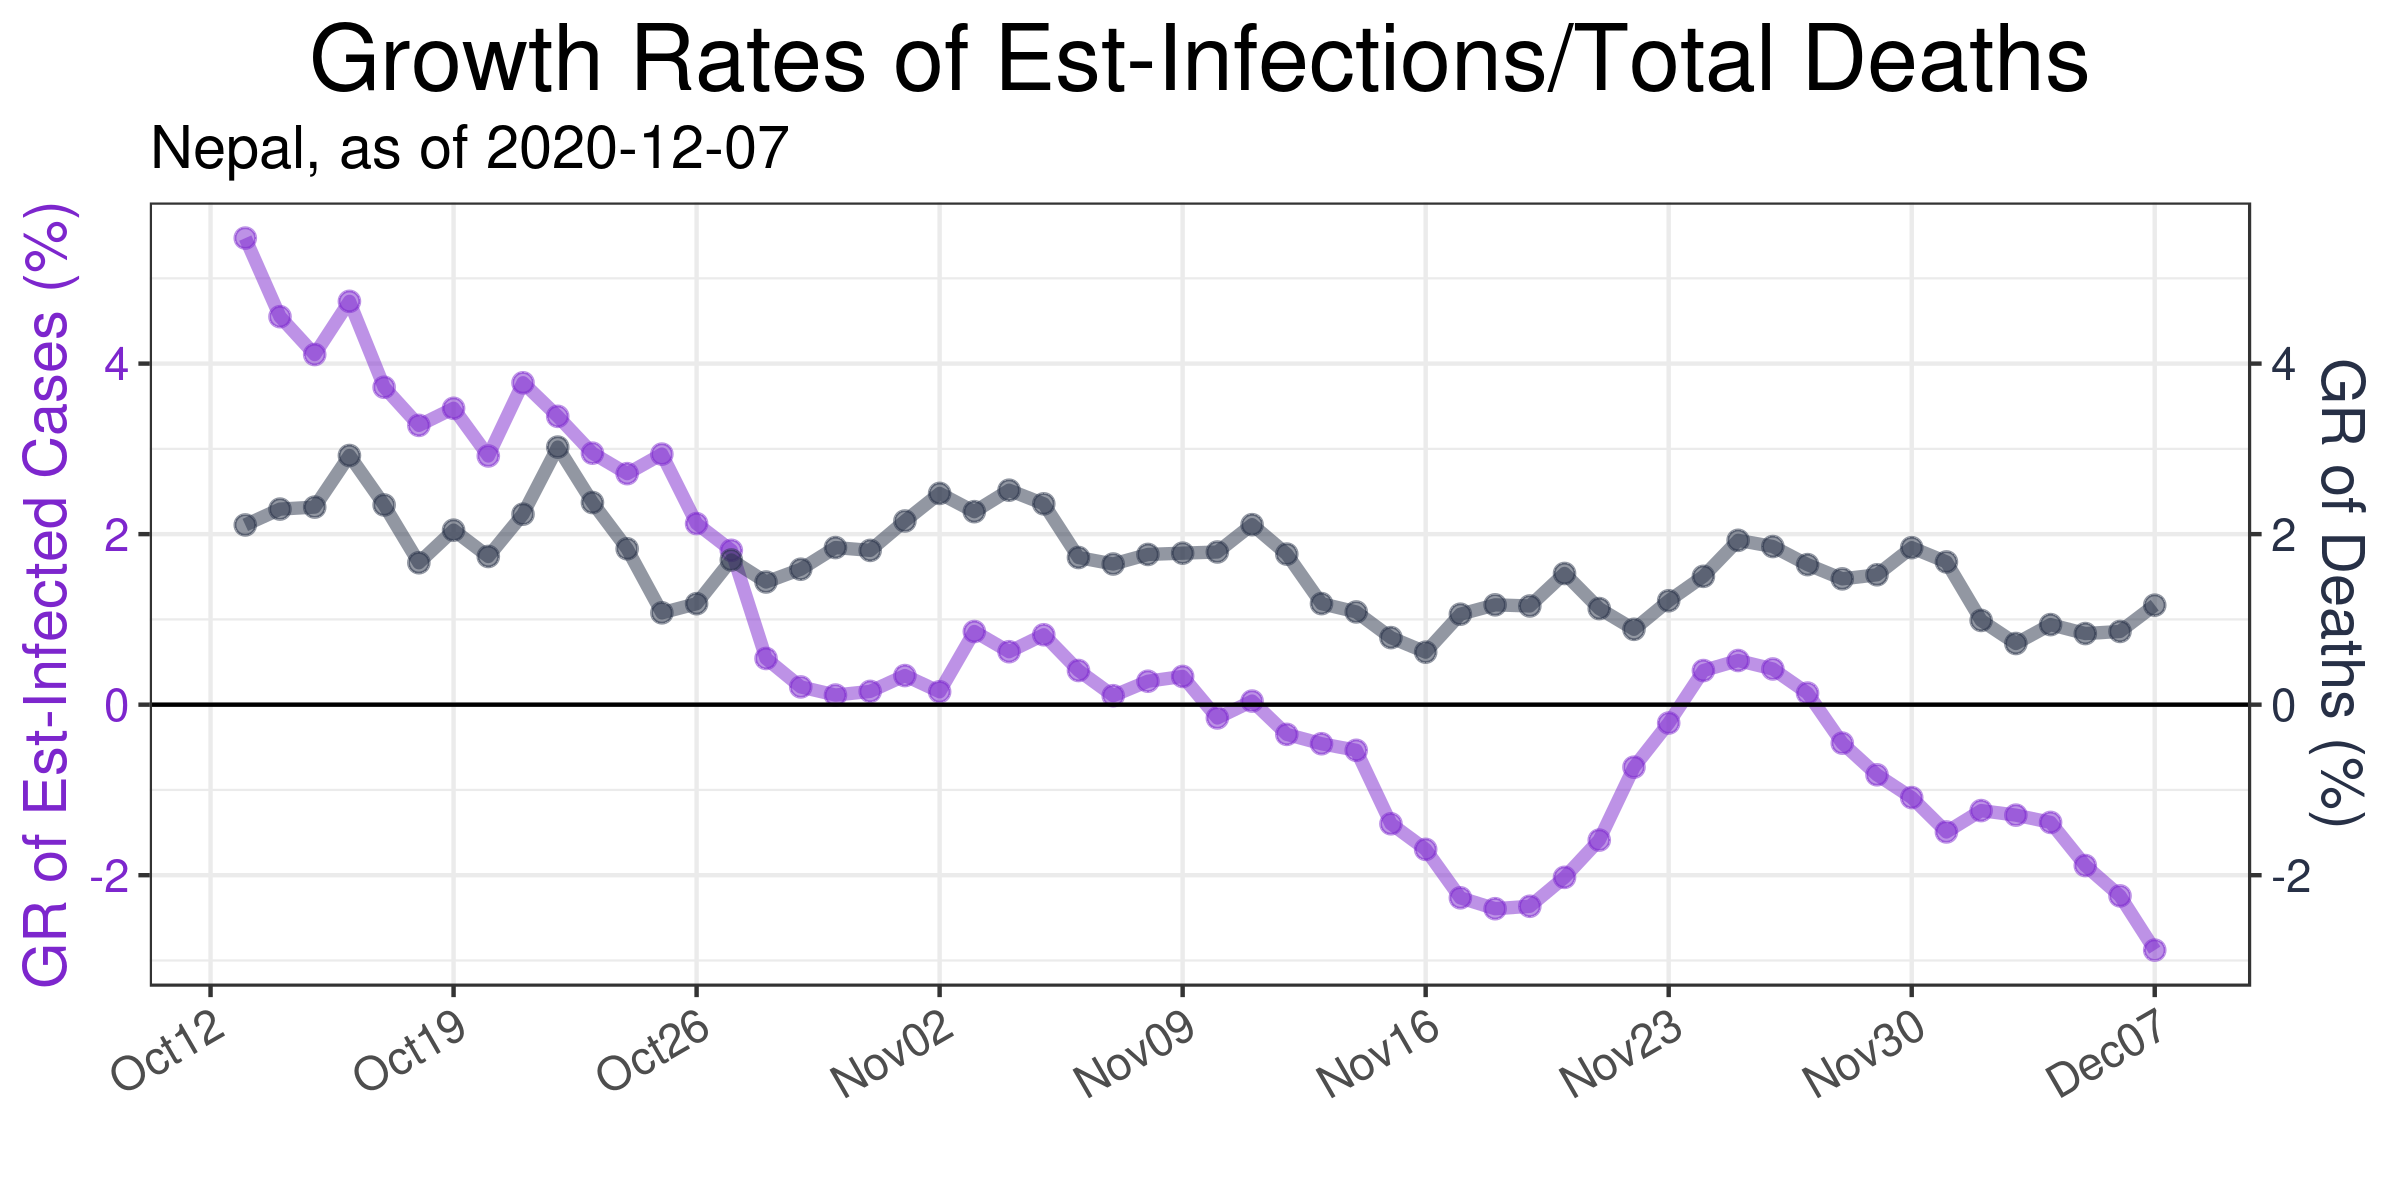 Growth Rates of Est-Infections/Total Deaths
Nepal, as of 2020-12-07
GR of Est-Infected Cases (%)
4
2
0
-2
4
2
0
-2
GR of Deaths (%)
Oct12
Oct19
Oct26
Nov02
Nov09
Nov16
Nov23
Nov30
Dec07